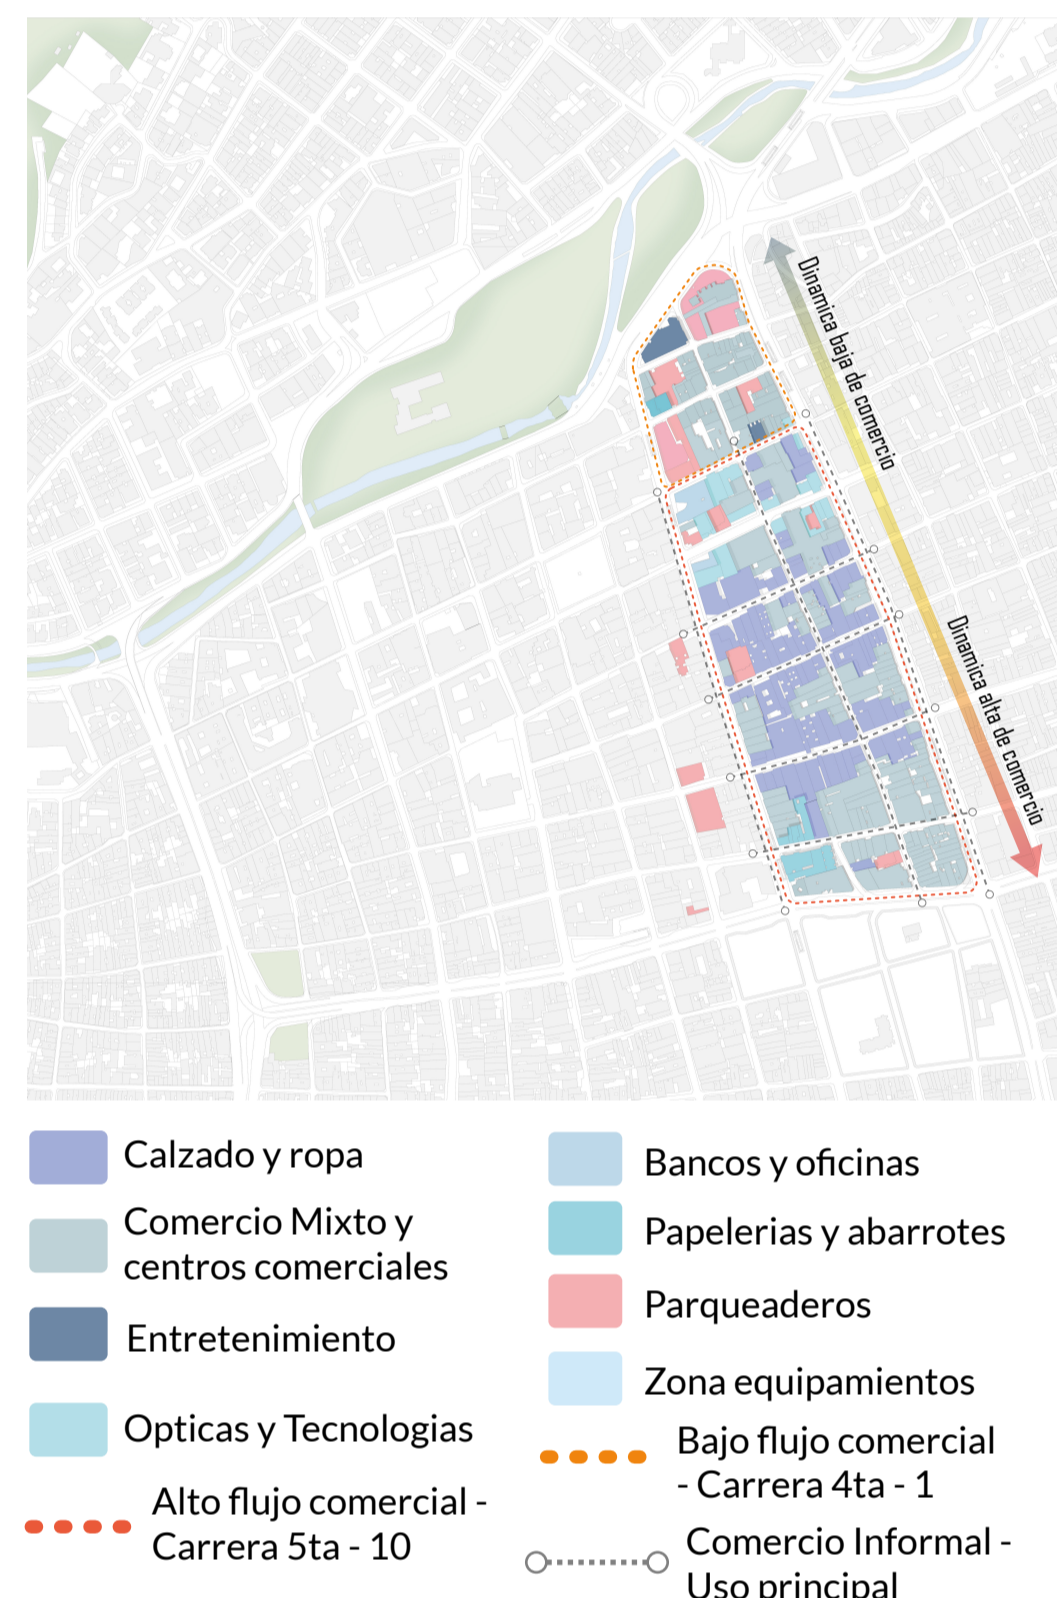 Dinamica baja de comercio
Dinamica alta de comercio
Calzado y ropa
Comercio Mixto y
centros comerciales
Entretenimiento
Opticas y Tecnologias
Alto flujo comercial -
Carrera 5ta - 10
Bancos y oficinas
Papelerias y abarrotes
Parqueaderos
Zona equipamientos
Bajo flujo comercial
- Carrera 4ta - 1
Comercio Informal -
Uso principal